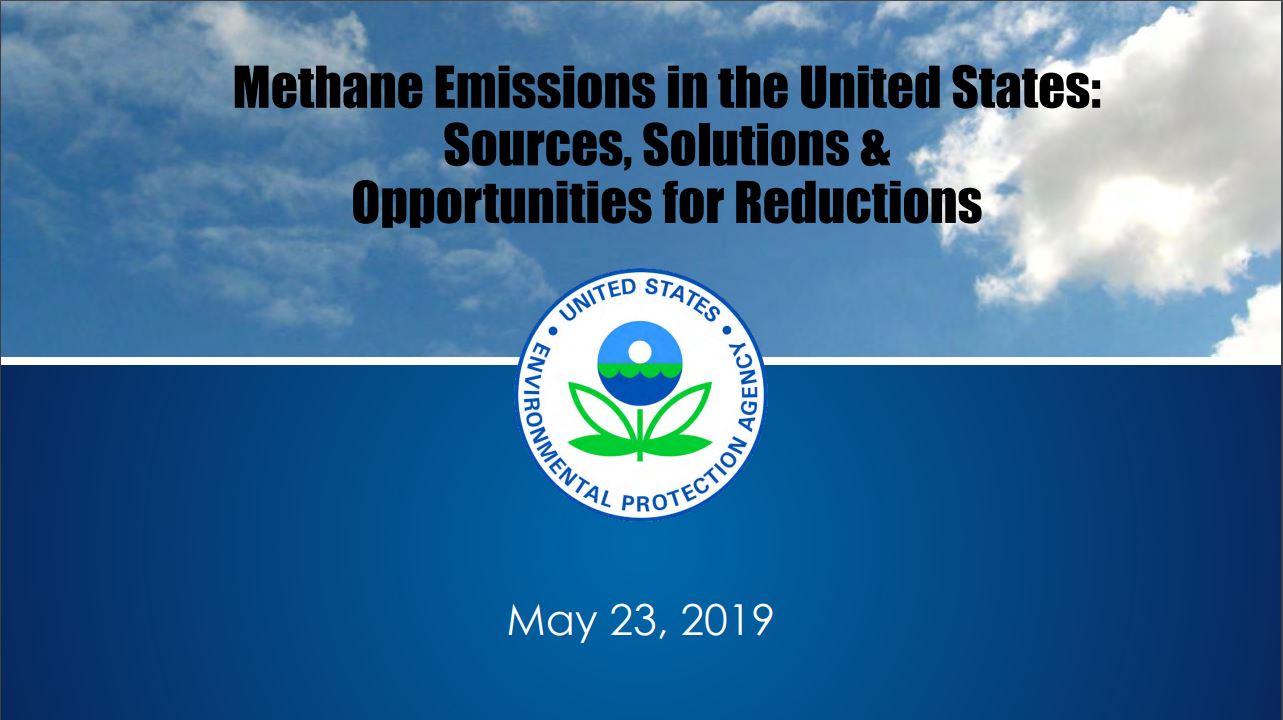 Methane Emissions in the United States:
Sources, Solutions &
Opportunities for Reductions
UNITED STATES
ENVIRONMENTAL PROTECTION AGENCY
May 23, 2019